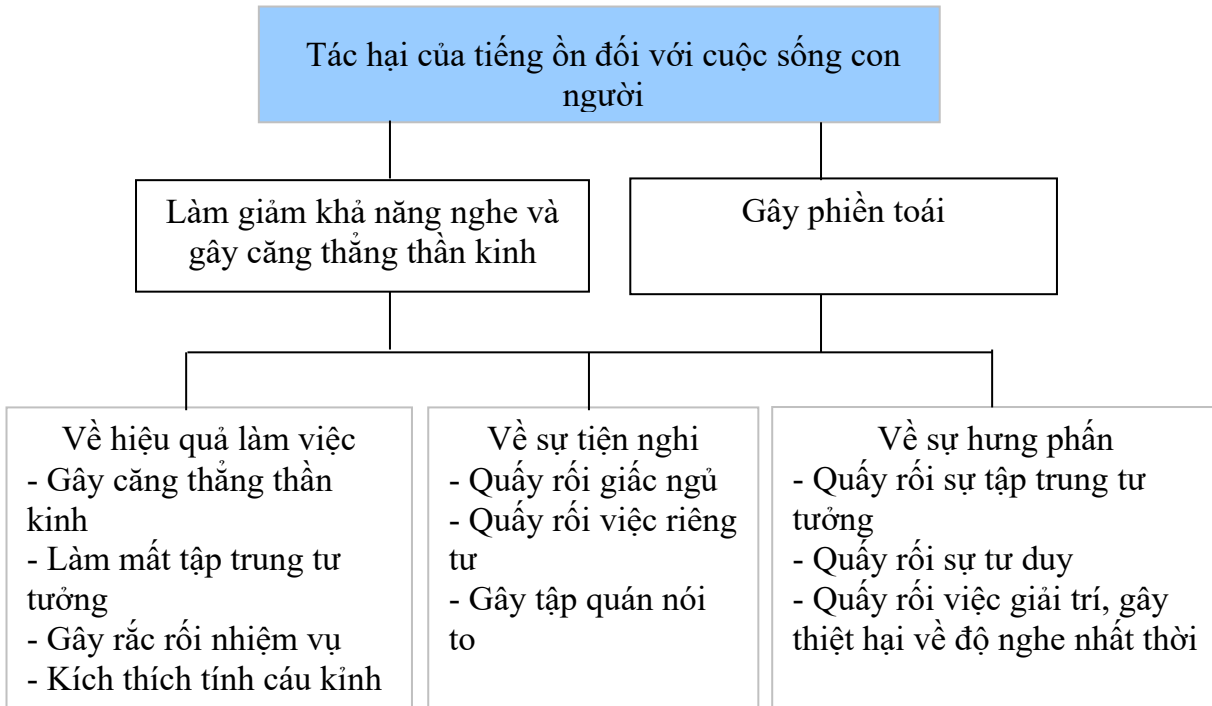 Tác hại của tiếng ồn đối với cuộc sống con
người
Làm giảm khả năng nghe và
gây căng thẳng thần kinh
Gây phiền toái
Về hiệu quả làm việc
- Gây căng thẳng thần
kinh
- Làm mất tập trung tư
tưởng
- Gây rắc rối nhiệm vụ
- Kích thích tính cáu kỉnh
Về sự tiện nghi
- Quấy rối giấc ngủ
- Quấy rối việc riêng
tư
- Gây tập quán nói
to
Về sự hưng phấn
- Quấy rối sự tập trung tư
tưởng
- Quấy rối sự tư duy
- Quấy rối việc giải trí, gây
thiệt hại về độ nghe nhất thời